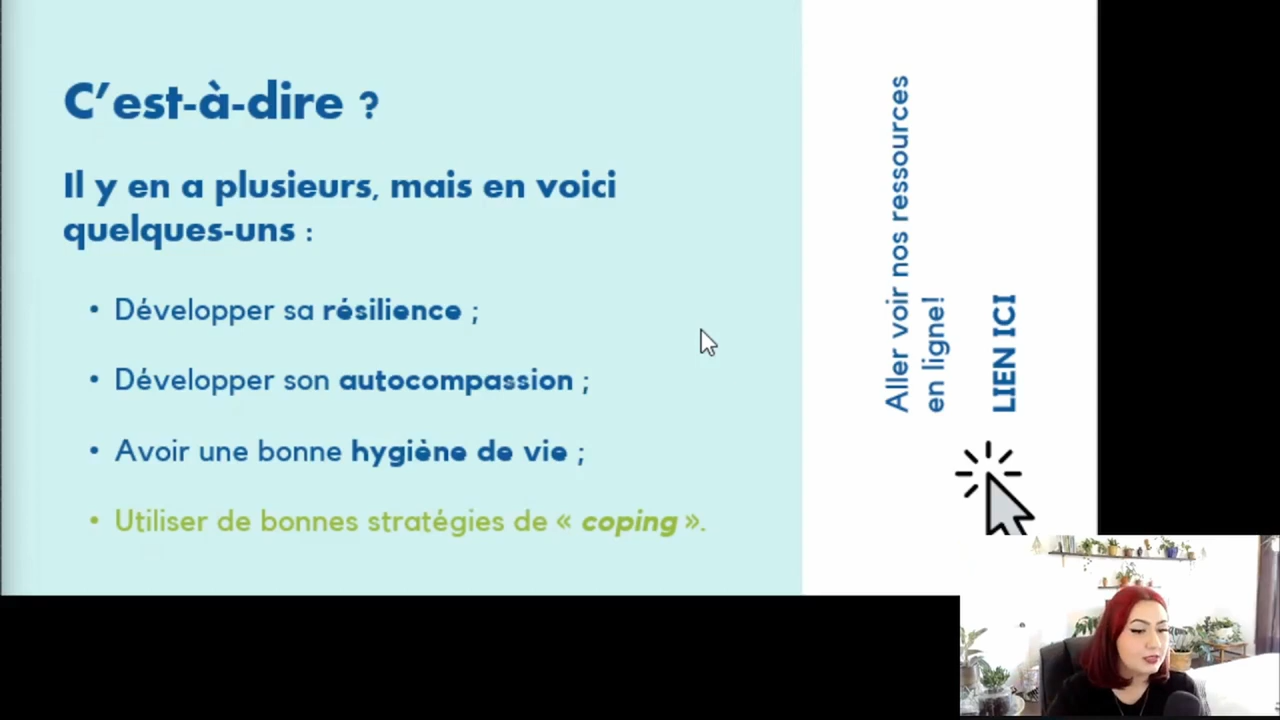 C’est-à-dire ?
Il y en a plusieurs, mais en voici
quelques-uns :
• Développer sa résilience ;
• Développer son autocompassion ;
• Avoir une bonne hygiène de vie ;
• Utiliser de bonnes stratégies de « coping ».
Aller voir nos ressources
en ligne!
LIEN ICI